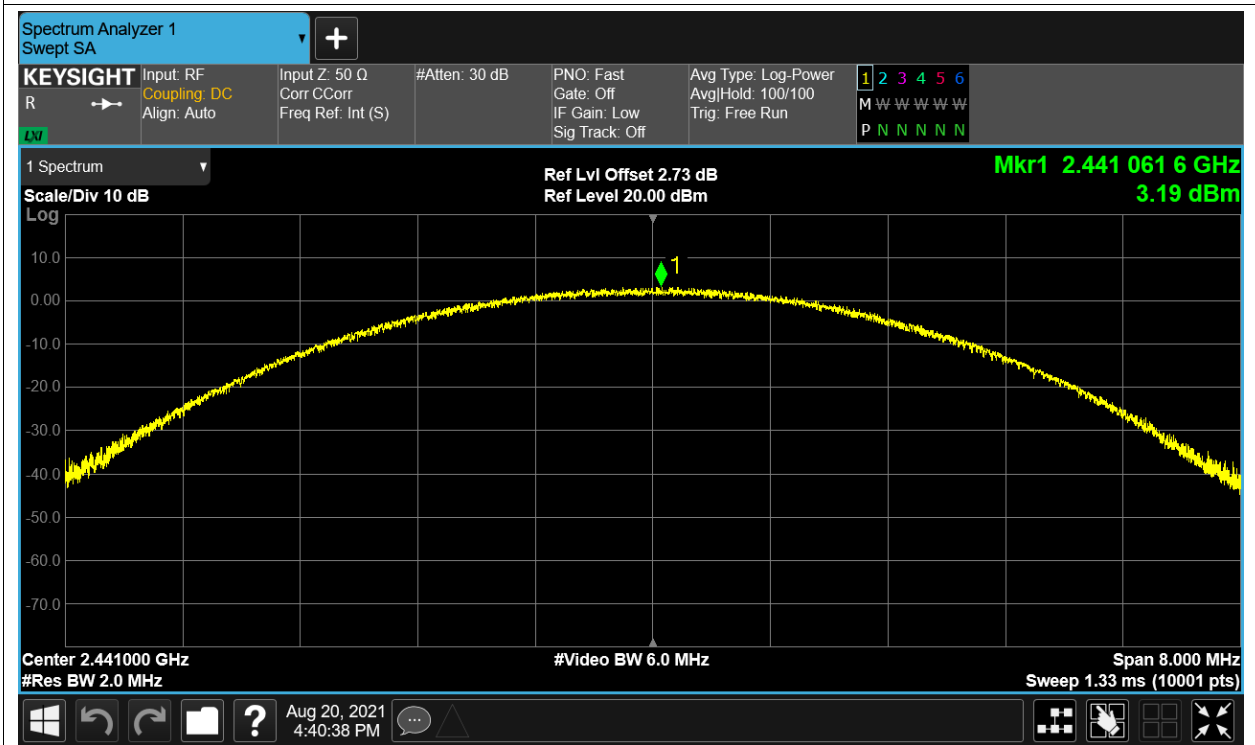 Spectrum Analyzer 1
Swept SA
KEYSIGHT
R
LXI
Input: RF
Coupling: DC
Align: Auto
Input Z: 50 Ω
Corr CCorr
Freq Ref: Int (S)
#Atten: 30 dB
PNO: Fast
Gate: Off
IF Gain: Low
Sig Track: Off
Avg Type: Log-Power
Avg|Hold: 100/100
Trig: Free Run
1 2 3 4 5 6
M W W W W W
P N N N N N
1 Spectrum
Scale/Div 10 dB
Log
Ref Lvl Offset 2.73 dB
Ref Level 20.00 dBm
Mkr1 2.441 061 6 GHz
3.19 dBm
1
10.0
0.00
-10.0
-20.0
-30.0
-40.0
-50.0
-60.0
-70.0
Center 2.441000 GHz
#Res BW 2.0 MHz
#Video BW 6.0 MHz
Span 8.000 MHz
Sweep 1.33 ms (10001 pts)
?
Aug 20, 2021
4:40:38 PM